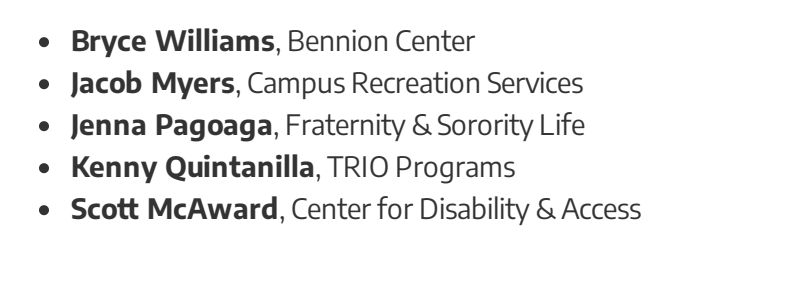 • Bryce Williams, Bennion Center
• Jacob Myers, Campus Recreation Services
• Jenna Pagoaga, Fraternity & Sorority Life
• Kenny Quintanilla, TRIO Programs
• Scott McAward, Center for Disability & Access